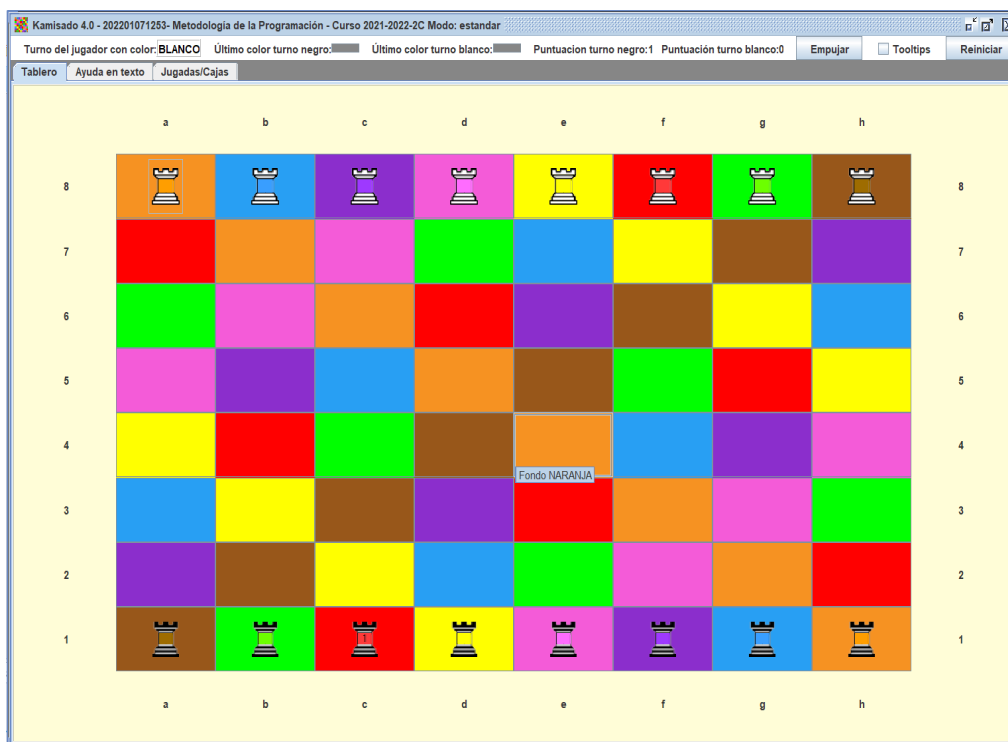 Kamisado 4.0 - 202201071253- Metodología de la Programación - Curso 2021-2022-2C Modo: estandar
Turno del jugador con color: BLANCO Último color turno negro: Último color turno blanco: Puntuacion turno negro:1 Puntuación turno blanco:0 Empujar Tooltips Reiniciar
Tablero Ayuda en texto Jugadas/Cajas
a b c d e f g h
8 8
7 7
6 6
5 5
4 4
Fondo NARANJA
3 3
2 2
1 1 1
a b c d e f g h